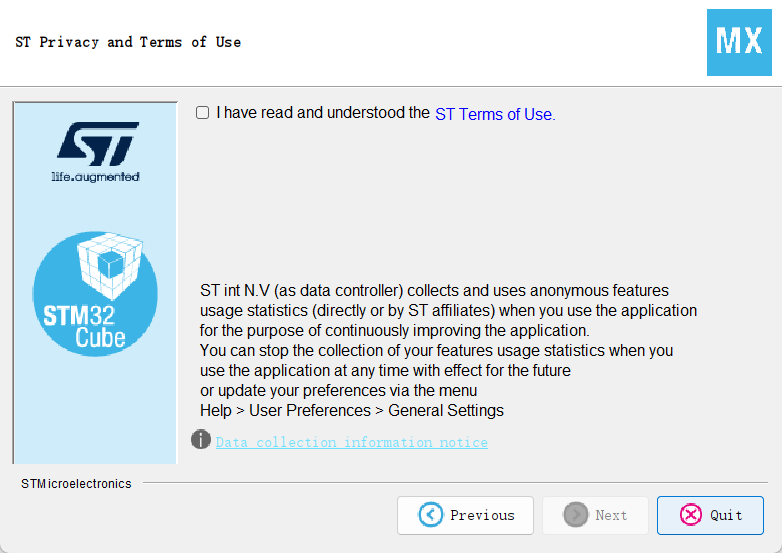 ST Privacy and Terms of Use
MX
I have read and understood the ST Terms of Use.
life.augmented
STM32
Cube
ST int N.V (as data controller) collects and uses anonymous features
usage statistics (directly or by ST affiliates) when you use the application
for the purpose of continuously improving the application.
You can stop the collection of your features usage statistics when you
use the application at any time with effect for the future
or update your preferences via the menu
Help > User Preferences > General Settings
Data collection information notice
STMicroelectronics
Previous
Next
Quit